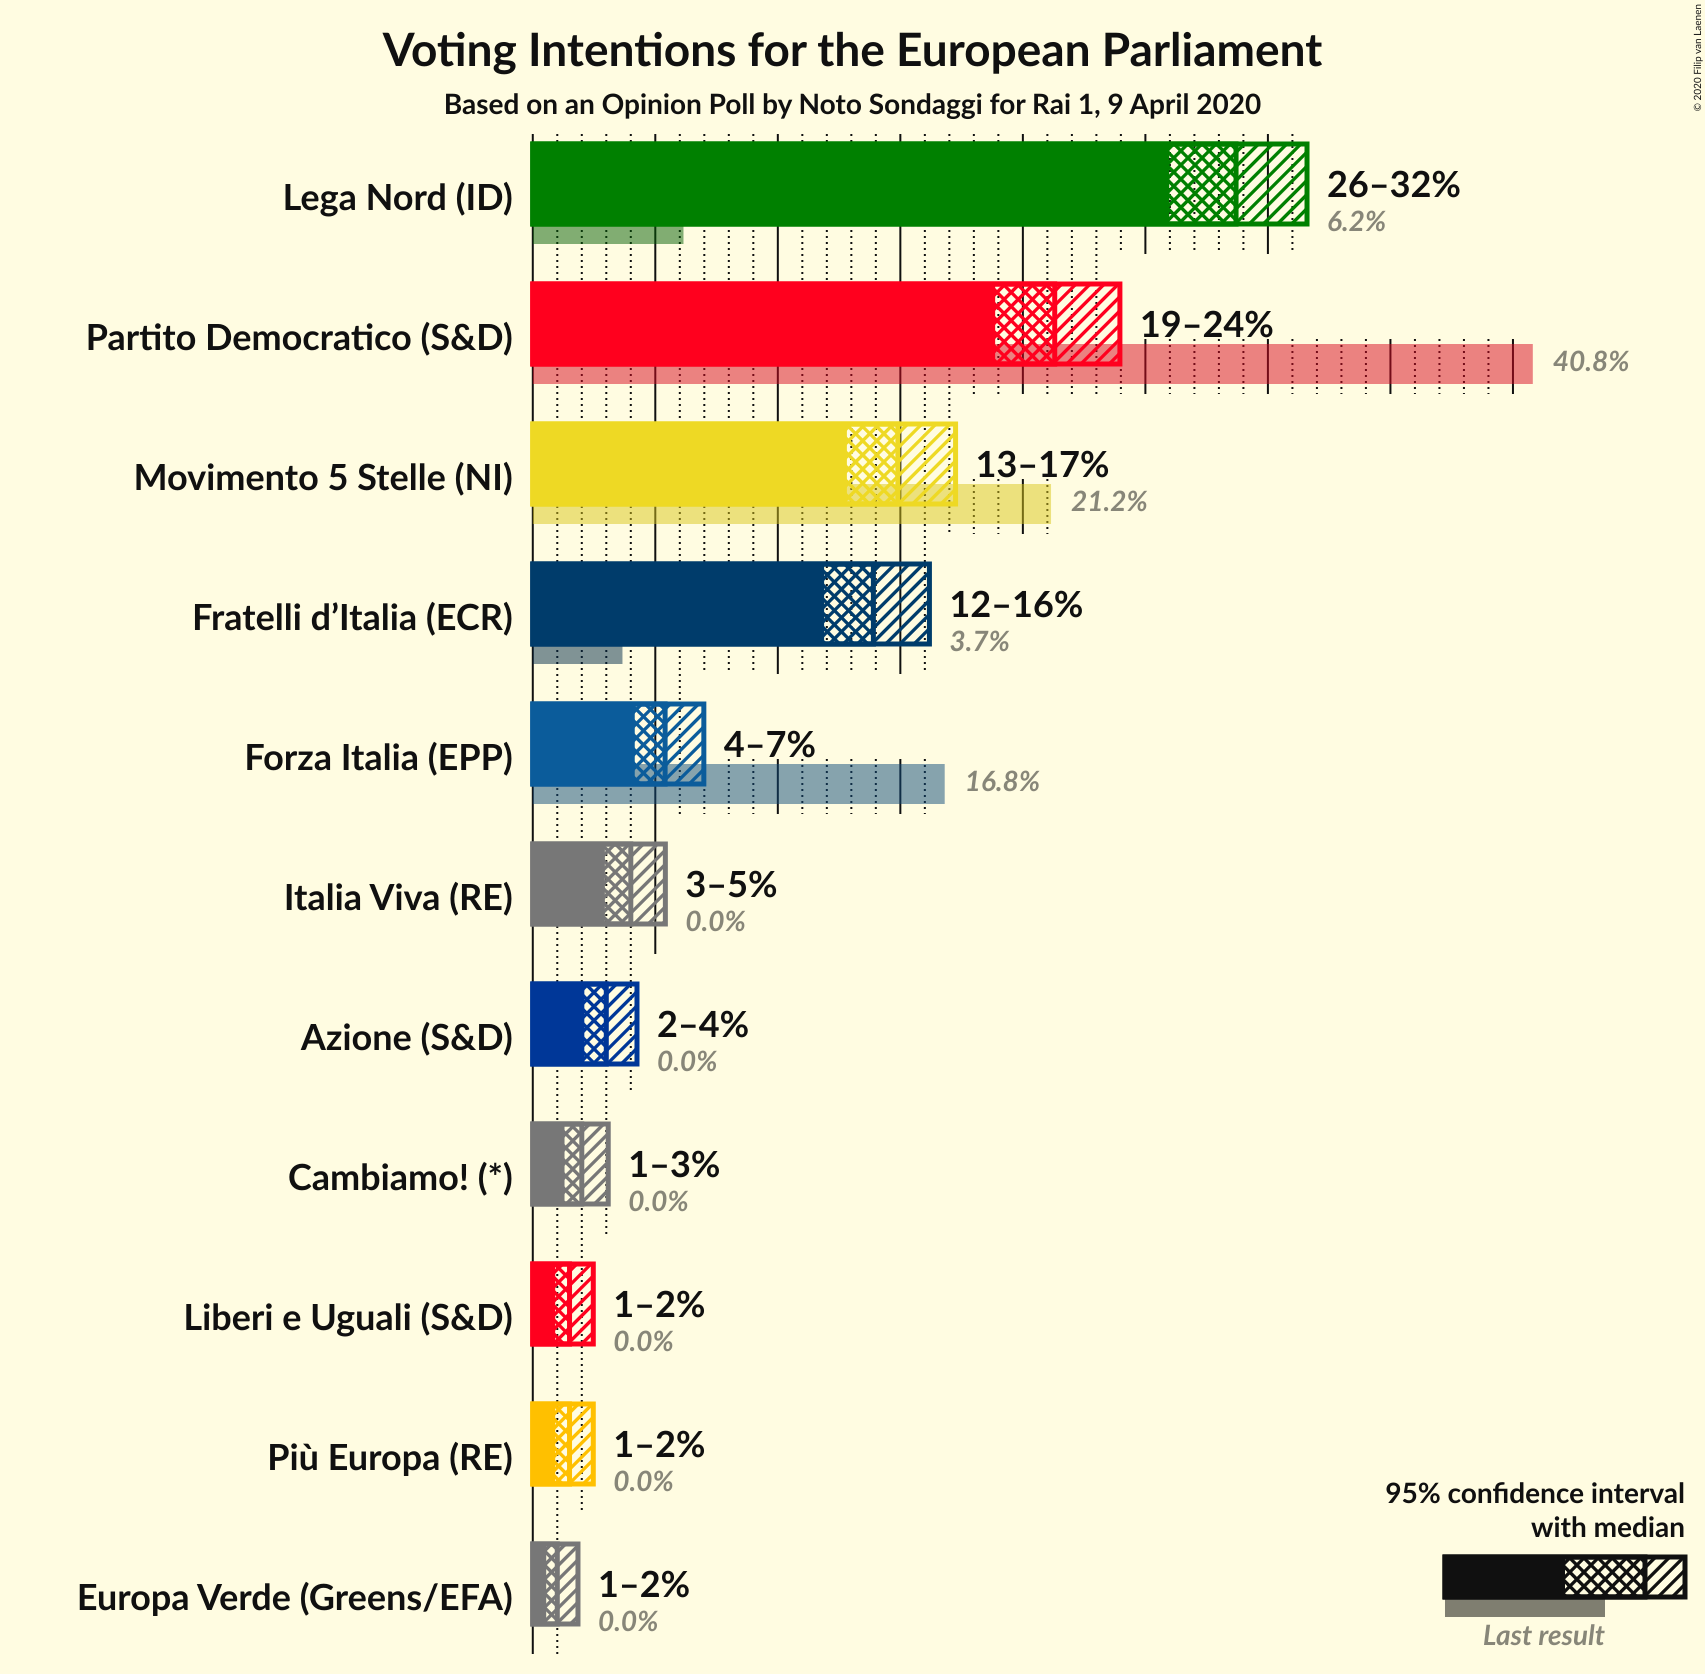 Voting Intentions for the European Parliament
Based on an Opinion Poll by Noto Sondaggi for Rai 1, 9 April 2020
© 2020 Filip van Laenen
Lega Nord (ID)
26–32%
6.2%
Partito Democratico (S&D)
19–24%
40.8%
Movimento 5 Stelle (NI)
13–17%
21.2%
Fratelli d’Italia (ECR)
12–16%
3.7%
Forza Italia (EPP)
4–7%
16.8%
Italia Viva (RE)
3–5%
0.0%
Azione (S&D)
2–4%
0.0%
Cambiamo! (*)
1–3%
0.0%
Liberi e Uguali (S&D)
1–2%
0.0%
Più Europa (RE)
1–2%
0.0%
Europa Verde (Greens/EFA)
1–2%
0.0%
95% confidence interval
with median
Last result